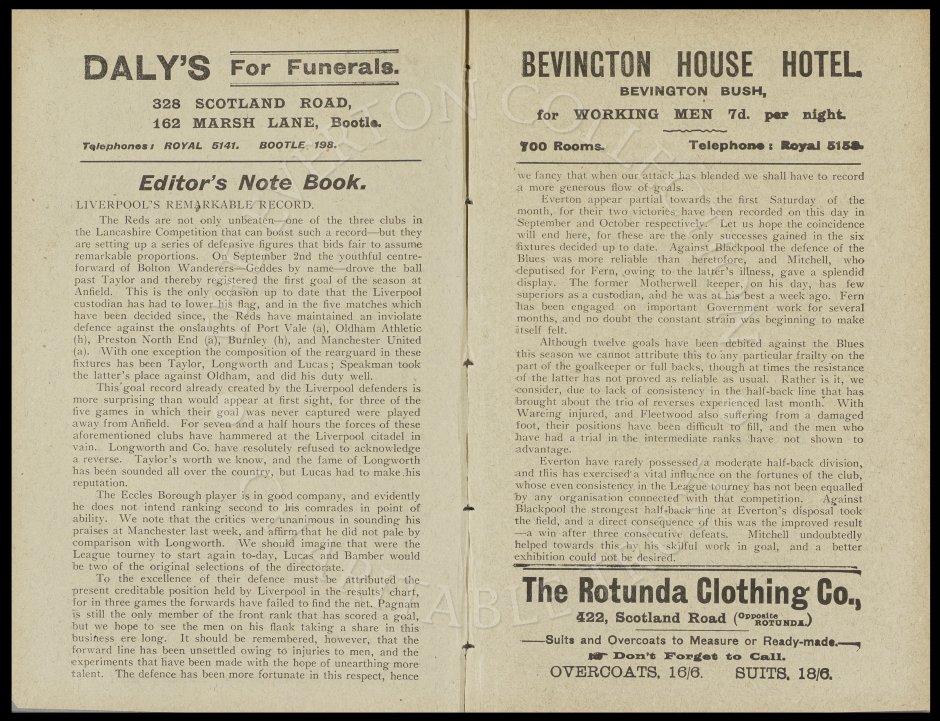 DALY'S For Funerals.
328 SCOTLAND ROAD,
162 MARSH LANE, Bootle.
Telephones: ROYAL 5141. BOOTLE 198.
Editor's Note Book.
LIVERPOOL'S REMARKABLE RECORD.
The Reds are not only unbeaten—one of the three clubs in
the Lancashire Competition that can boast such a record—but they
are setting up a series of defensive figures that bids fair to assume
remarkable proportions. On September 2nd the youthful centre-
forward of Bolton Wanderers—Geddes by name—drove the ball
past Taylor and thereby registered the first goal of the season at
Anfield. This is the only occasion up to date that the Liverpool
custodian has had to lower his flag, and in the five matches which
have been decided since, the Reds have maintained an inviolate
defence against the onslaughts of Port Vale (a), Oldham Athletic
(h), Preston North End (a), Burnley (h), and Manchester United
(a). With one exception the composition of the rearguard in these
fixtures has been Taylor, Longworth and Lucas; Speakman took
the latter's place against Oldham, and did his duty well.
This goal record already created by the Liverpool defenders is
more surprising than would appear at first sight, for three of the
five games in which their goal was never captured were played
away from Anfield. For seven and a half hours the forces of these
aforementioned clubs have hammered at the Liverpool citadel in
vain. Longworth and Co. have resolutely refused to acknowledge
a reverse. Taylor's worth we know, and the fame of Longworth
has been sounded all over the country, but Lucas had to make his
reputation.
The Eccles Borough player is in good company, and evidently
he does not intend ranking second to his comrades in point of
ability. We note that the critics were unanimous in sounding his
praises at Manchester last week, and affirm that he did not pale by
comparison with Longworth. We should imagine that were the
League tourney to start again to-day, Lucas and Bamber would
be two of the original selections of the directorate.
To the excellence of their defence must be attributed the
present creditable position held by Liverpool in the results' chart,
for in three games the forwards have failed to find the net. Pagnam
is still the only member of the front rank that has scored a goal,
but we hope to see the men on his flank taking a share in this
business ere long. It should be remembered, however, that the
forward line has been unsettled owing to injuries to men, and the
experiments that have been made with the hope of unearthing more
talent. The defence has been more fortunate in this respect, hence
BEVINGTON HOUSE HOTEL.
BEVINGTON BUSH,
for WORKING MEN 7d. per night.
700 Rooms. Telephone: Royal 5158.
we fancy that when our attack has blended we shall have to record
a more generous flow of goals.
Everton appear partial towards the first Saturday of the
month, for their two victories have been recorded on this day in
September and October respectively. Let us hope the coincidence
will end here, for these are the only successes gained in the six
fixtures decided up to date. Against Blackpool the defence of the
Blues was more reliable than heretofore, and Mitchell, who
deputised for Fern, owing to the latter's illness, gave a splendid
display. The former Motherwell keeper, on his day, has few
superiors as a custodian, and he was at his best a week ago. Fern
has been engaged on important Government work for several
months, and no doubt the constant strain was beginning to make
itself felt.
Although twelve goals have been debited against the Blues
this season we cannot attribute this to any particular frailty on the
part of the goalkeeper or full backs, though at times the resistance
of the latter has not proved as reliable as usual. Rather is it, we
consider, due to lack of consistency in the half-back line that has
brought about the trio of reverses experienced last month. With
Wareing injured, and Fleetwood also suffering from a damaged
foot, their positions have been difficult to fill, and the men who
have had a trial in the intermediate ranks have not shown to
advantage.
Everton have rarely possessed a moderate half-back division,
and this has exercised a vital influence on the fortunes of the club,
whose even consistency in the League tourney has not been equalled
by any organisation connected with that competition. Against
Blackpool the strongest half-back line at Everton's disposal took
the field, and a direct consequence of this was the improved result
—a win after three consecutive defeats. Mitchell undoubtedly
helped towards this by his skilful work in goal, and a better
exhibition could not be desired.
The Rotunda Clothing Co.,
422, Scotland Road (Opposite ROTUNDA.)
—Suits and Overcoats to Measure or Ready-made.—
☞ Don't Forget to Call.
OVERCOATS, 16/6. SUITS, 18/6.